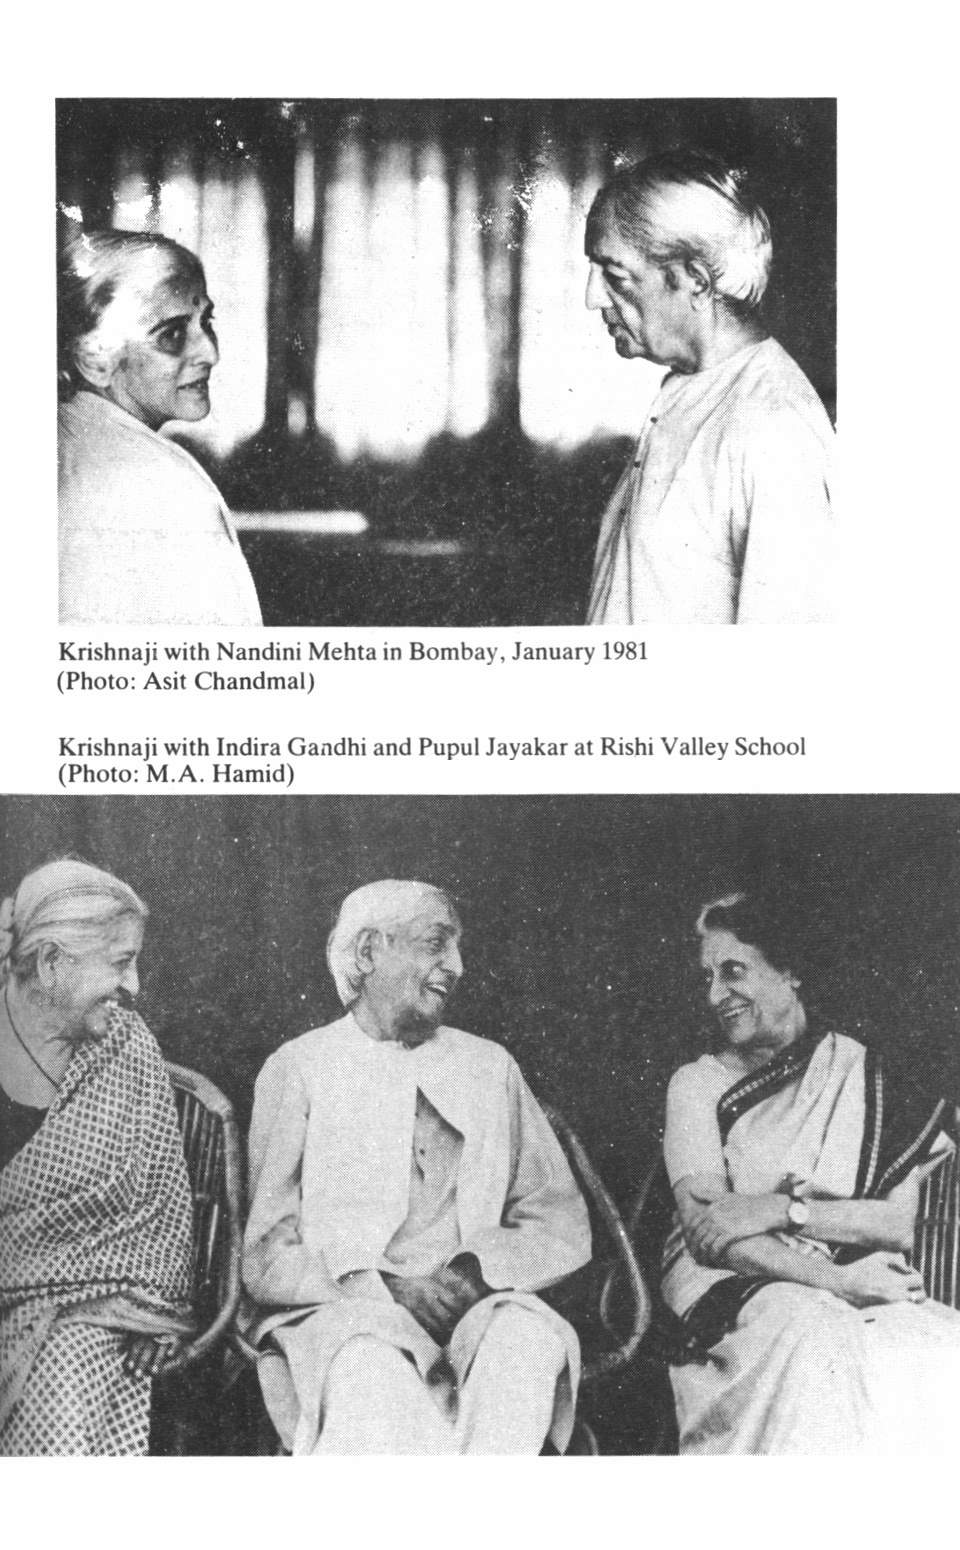 Krishnaji with Nandini Mehta in Bombay, January 1981
(Photo: Asit Chandmal)
Krishnaji with Indira Gandhi and Pupul Jayakar at Rishi Valley School
(Photo: M.A. Hamid)